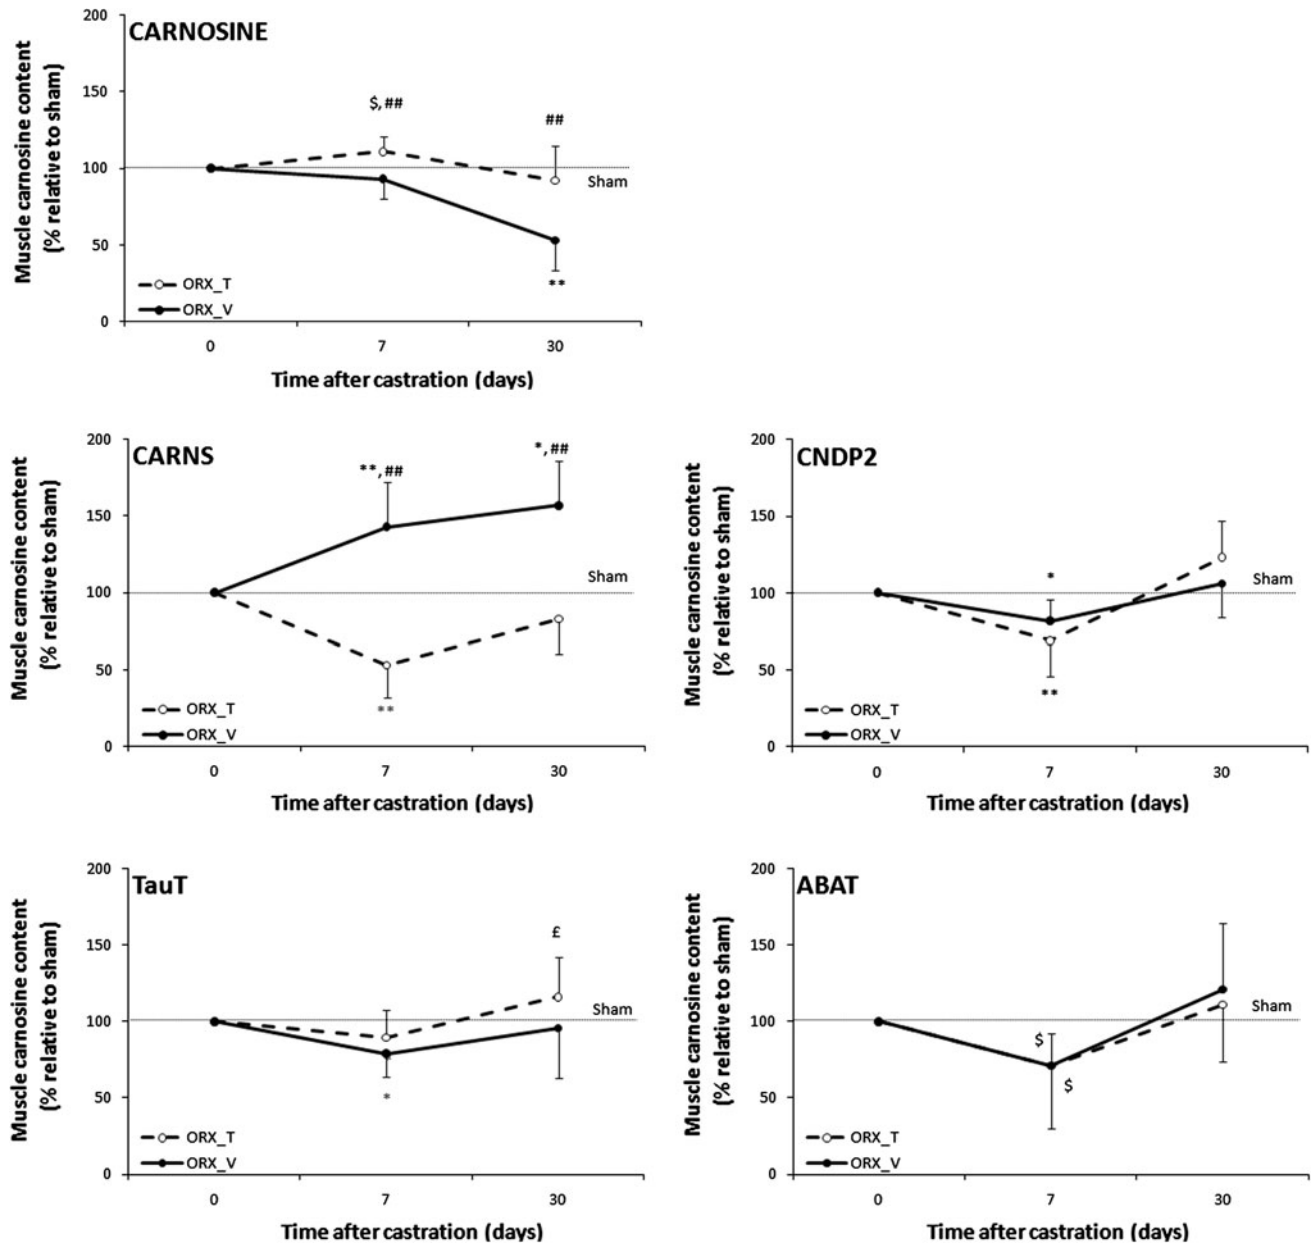 CARNOSINE
Muscle carnosine content
(% relative to sham)
200
150
100
50
0
$,##
##
Sham
**
ORX_T
ORX_V
0 7 30
Time after castration (days)
CARNS
Muscle carnosine content
(% relative to sham)
200
150
100
50
0
**,##
*,##
Sham
**
ORX_T
ORX_V
0 7 30
Time after castration (days)
CNDP2
Muscle carnosine content
(% relative to sham)
200
150
100
50
0
*
Sham
**
ORX_T
ORX_V
0 7 30
Time after castration (days)
TauT
Muscle carnosine content
(% relative to sham)
200
150
100
50
0
£
Sham
*
ORX_T
ORX_V
0 7 30
Time after castration (days)
ABAT
Muscle carnosine content
(% relative to sham)
200
150
100
50
0
Sham
$
$
ORX_T
ORX_V
0 7 30
Time after castration (days)